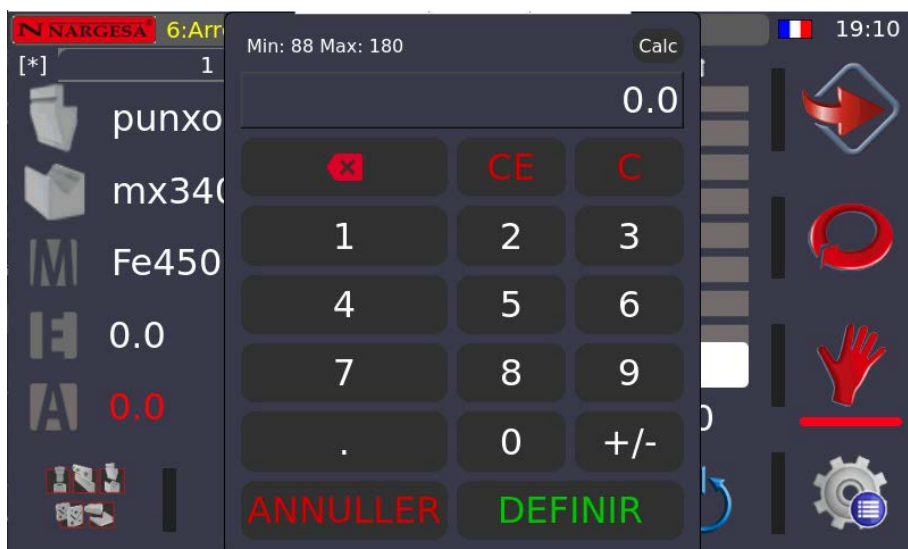 NARGESA 6:Arr 19:10
Min: 88 Max: 180 Calc
[*] 1
0.0
punxo
CE C
mx340
1 2 3
Fe450
4 5 6
E 0.0
7 8 9
A 0.0
. 0 +/-
ANNULLER DEFINIR
M